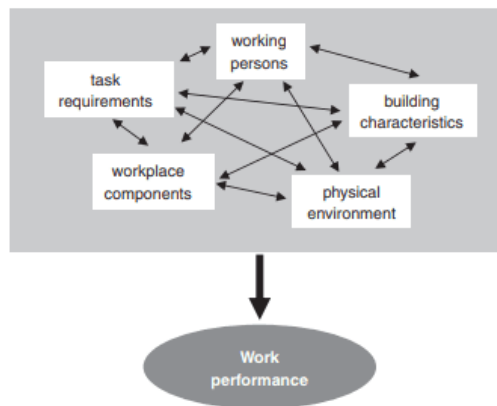 working
persons
task
requirements
building
characteristics
workplace
components
physical
environment
Work
performance